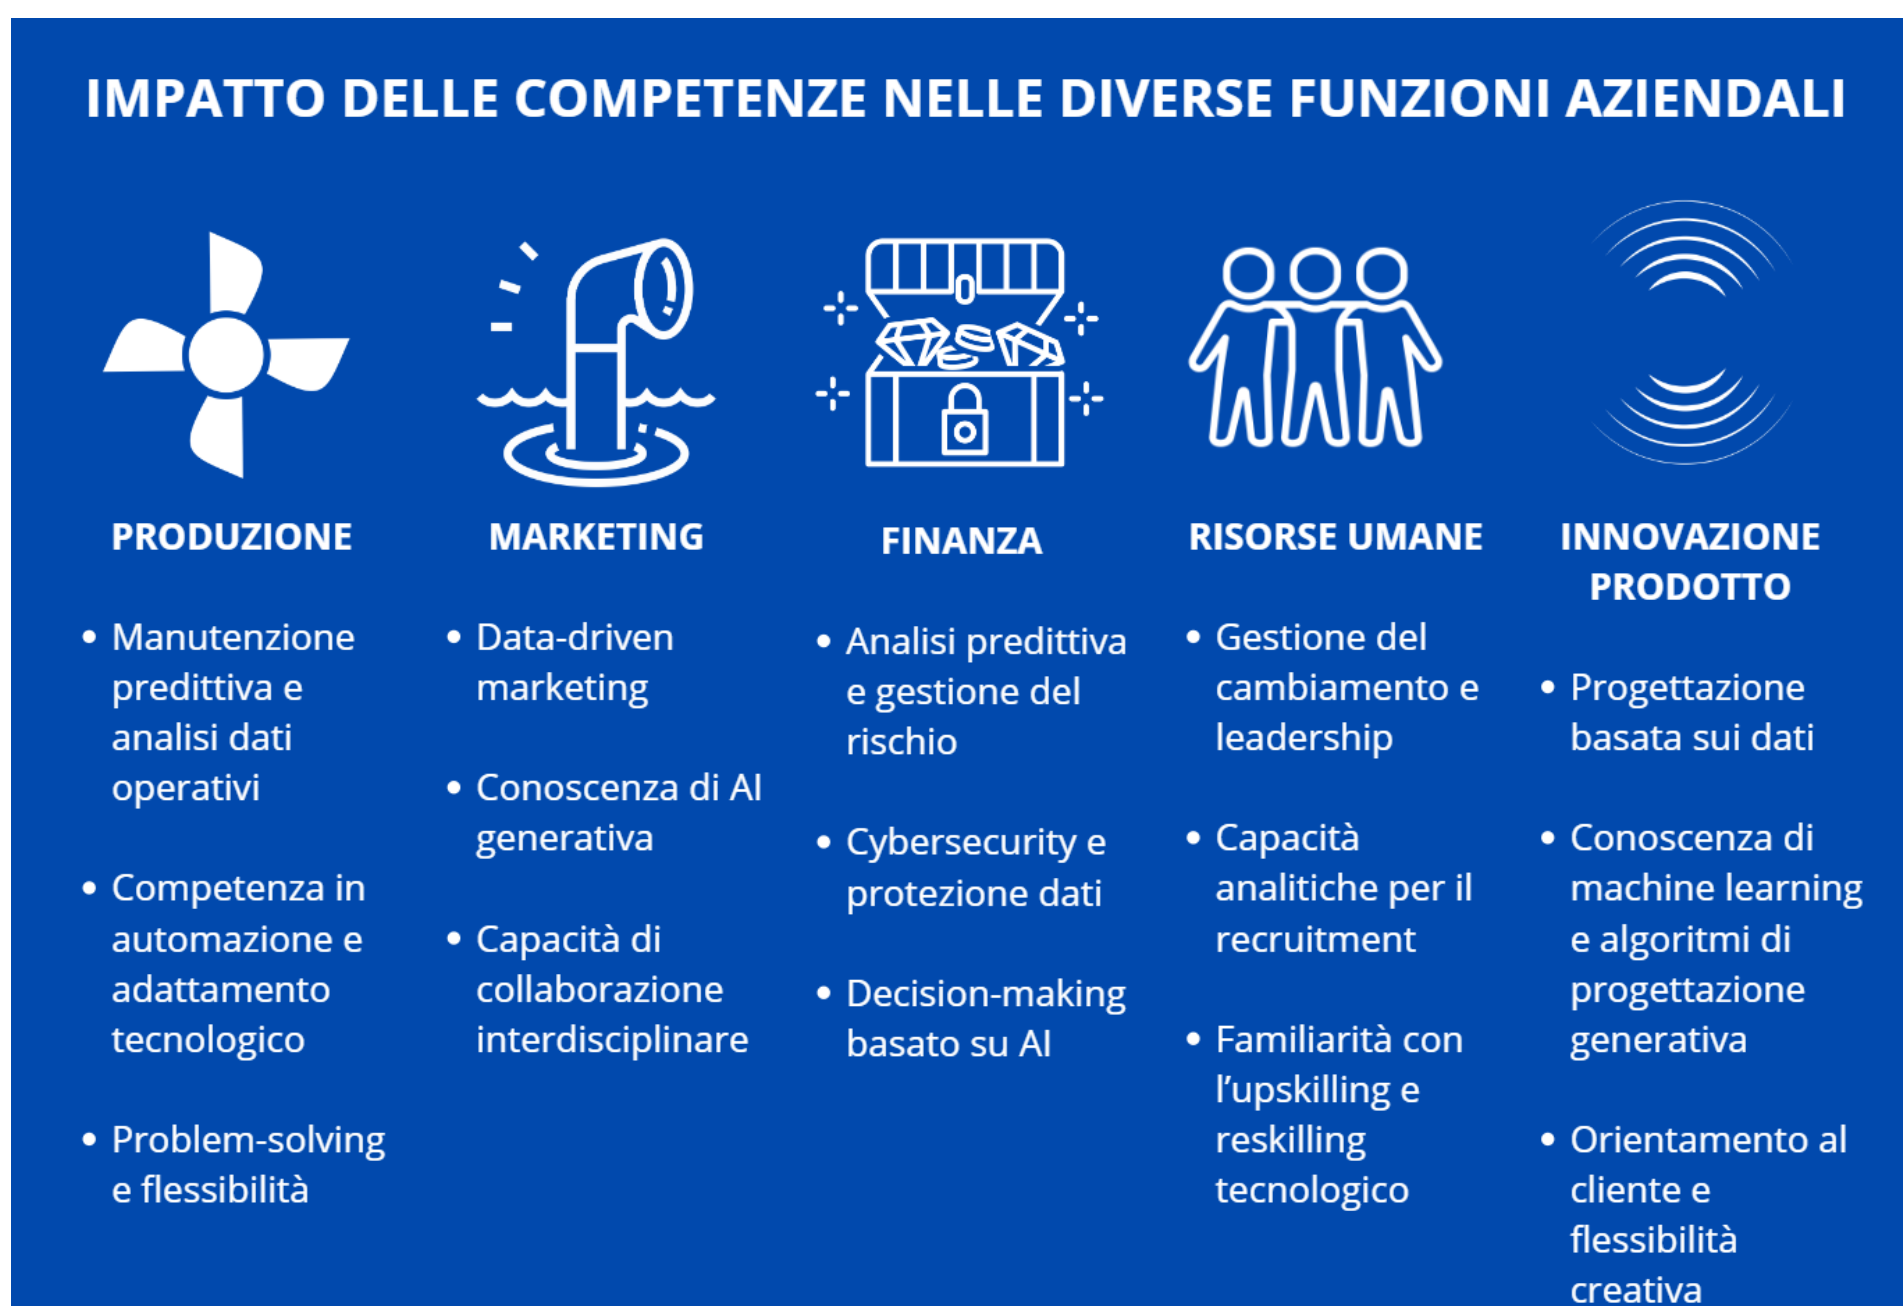 IMPATTO DELLE COMPETENZE NELLE DIVERSE FUNZIONI AZIENDALI
PRODUZIONE
• Manutenzione
predittiva e
analisi dati
operativi
• Competenza in
automazione e
adattamento
tecnologico
• Problem-solving
e flessibilità
MARKETING
• Data-driven
marketing
• Conoscenza di AI
generativa
• Capacità di
collaborazione
interdisciplinare
FINANZA
• Analisi predittiva
e gestione del
rischio
• Cybersecurity e
protezione dati
• Decision-making
basato su AI
RISORSE UMANE
• Gestione del
cambiamento e
leadership
• Capacità
analitiche per il
recruitment
• Familiarità con
l’upskilling e
reskilling
tecnologico
INNOVAZIONE
PRODOTTO
• Progettazione
basata sui dati
• Conoscenza di
machine learning
e algoritmi di
progettazione
generativa
• Orientamento al
cliente e
flessibilità
creativa